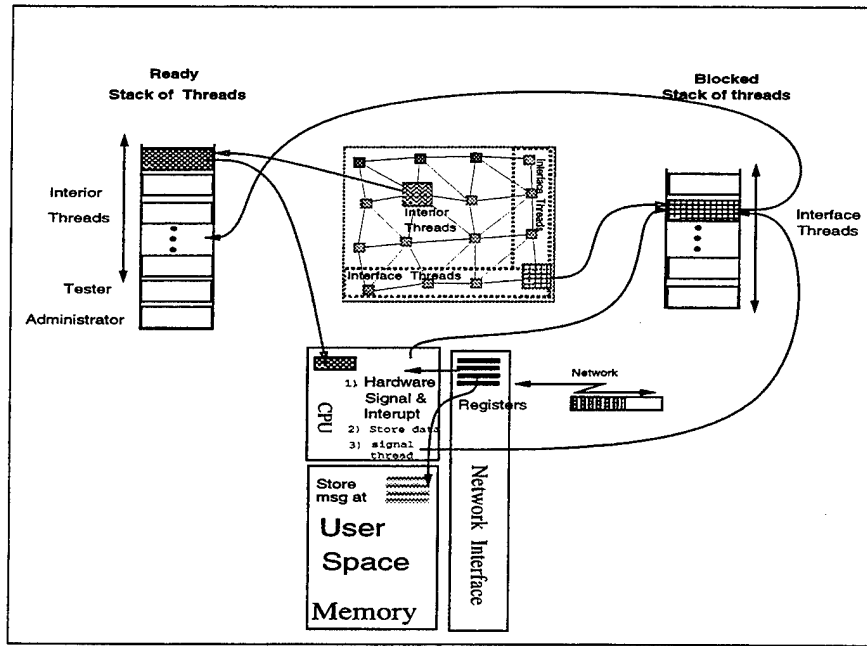 Ready
Stack of Threads
Blocked
Stack of threads
Interior
Threads
Tester
Administrator
Interior
Threads
Interface Threads
Interface Threads
Interface
Threads
CPU
1) Hardware
Signal &
Interupt
2) Store data
3) signal
thread
Registers
Network
Network Interface
Store
msg at
User
Space
Memory